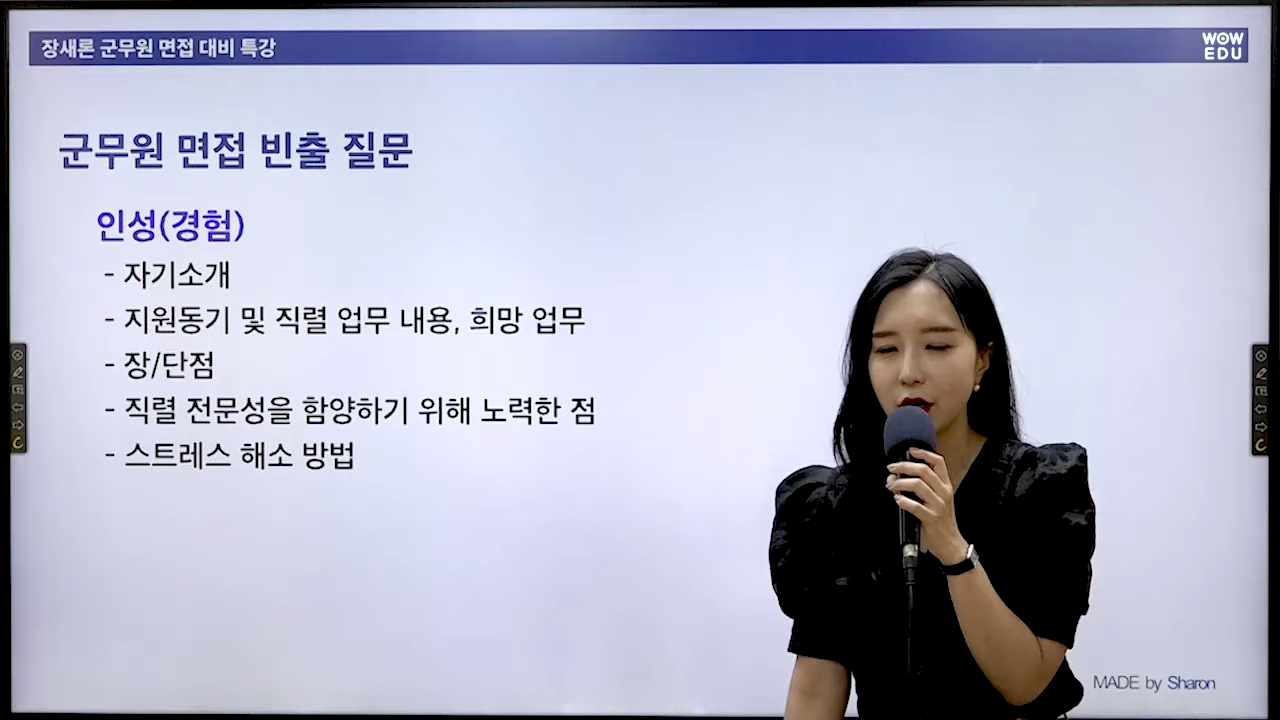 장새론 군무원 면접 대비 특강
WOW
EDU
군무원 면접 빈출 질문
인성(경험)
- 자기소개
- 지원동기 및 직렬 업무 내용, 희망 업무
- 장/단점
- 직렬 전문성을 함양하기 위해 노력한 점
- 스트레스 해소 방법
MADE by Sharon